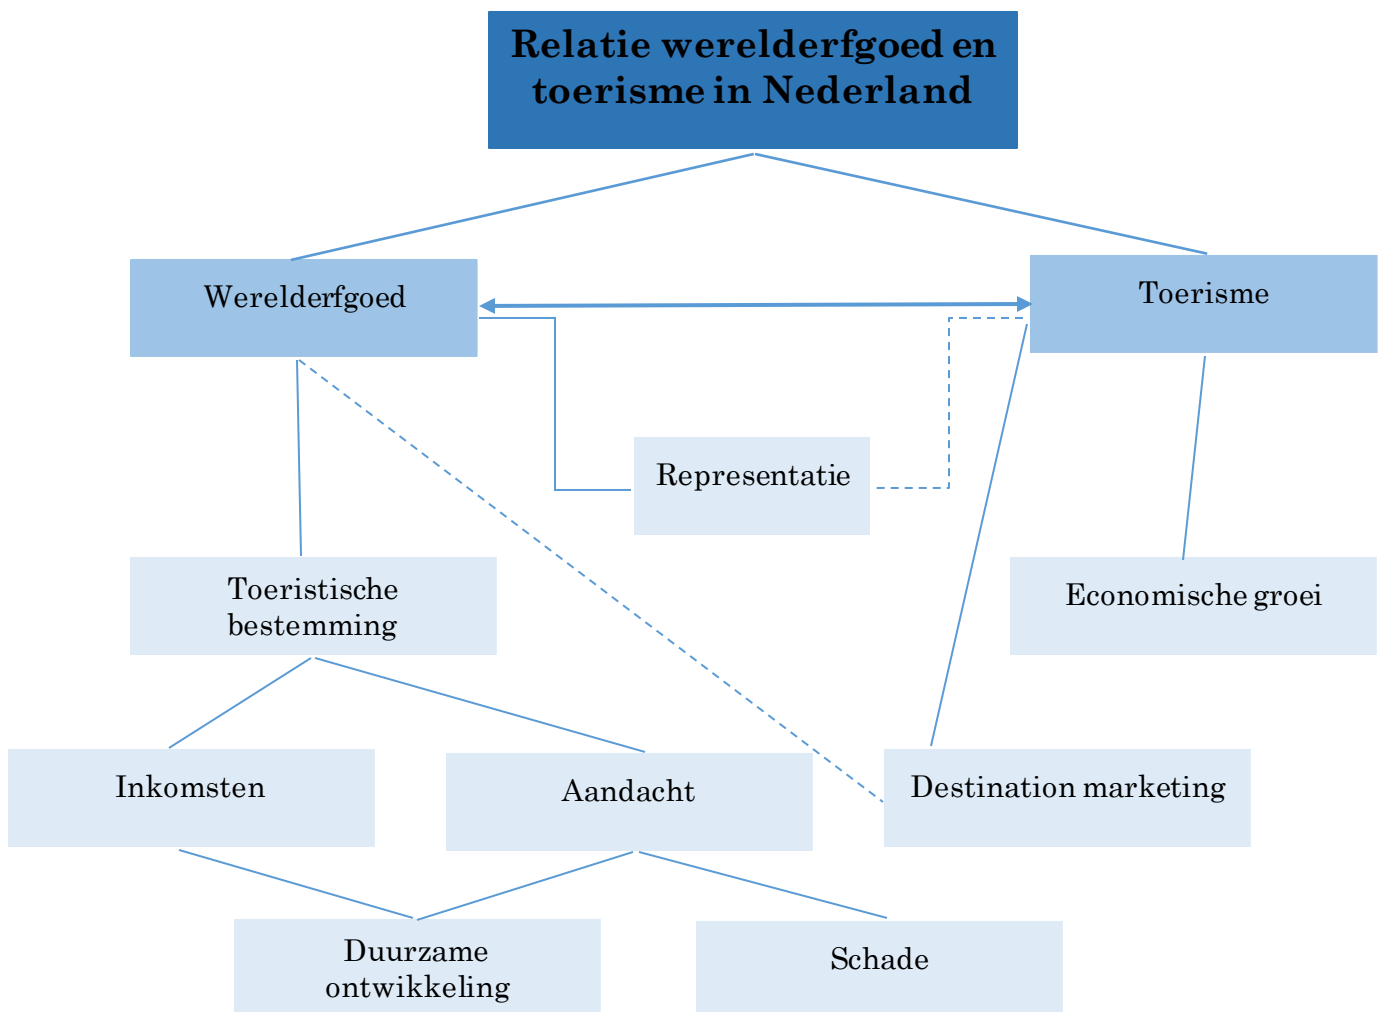 Relatie werelderfgoed en
toerisme in Nederland
Werelderfgoed
Toerisme
Representatie
Toeristische
bestemming
Economische groei
Inkomsten
Aandacht
Destination marketing
Duurzame
ontwikkeling
Schade